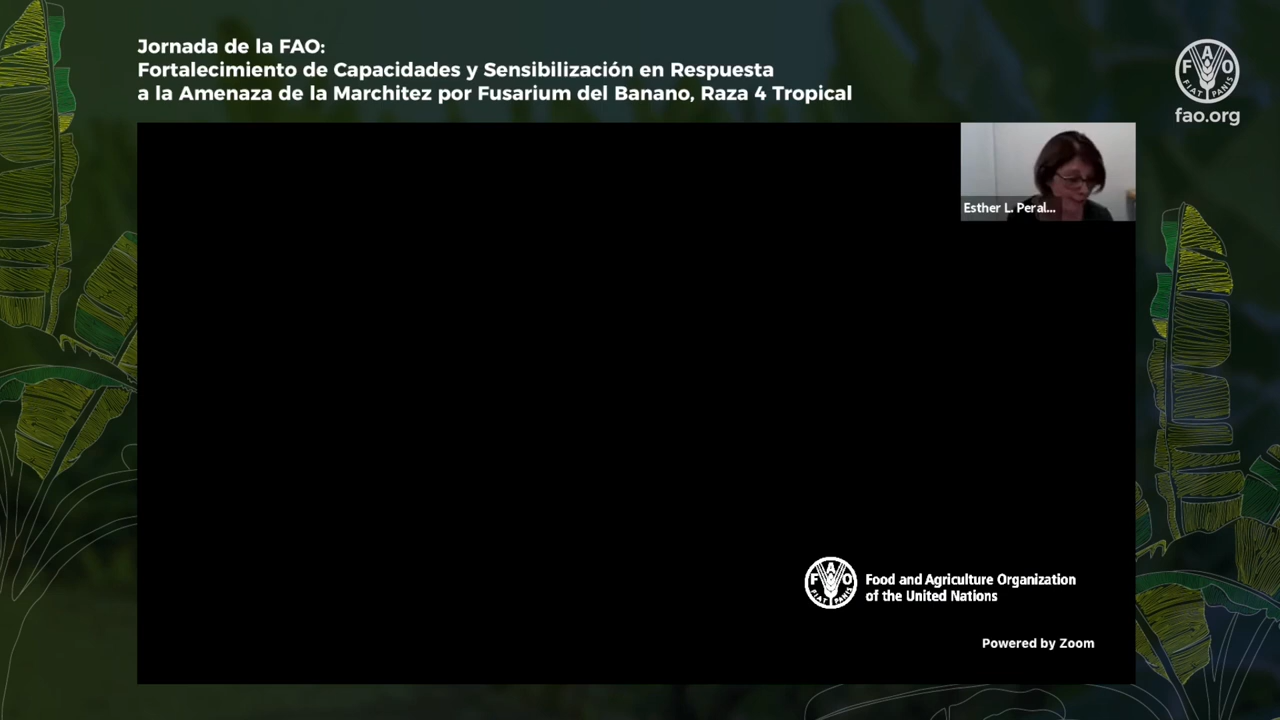 Jornada de la FAO:
Fortalecimiento de Capacidades y Sensibilización en Respuesta
a la Amenaza de la Marchitez por Fusarium del Banano, Raza 4 Tropical
FAO
FIAT PANIS
fao.org
Esther L. Peral...
FAO
FIAT PANIS
Food and Agriculture Organization
of the United Nations
Powered by Zoom